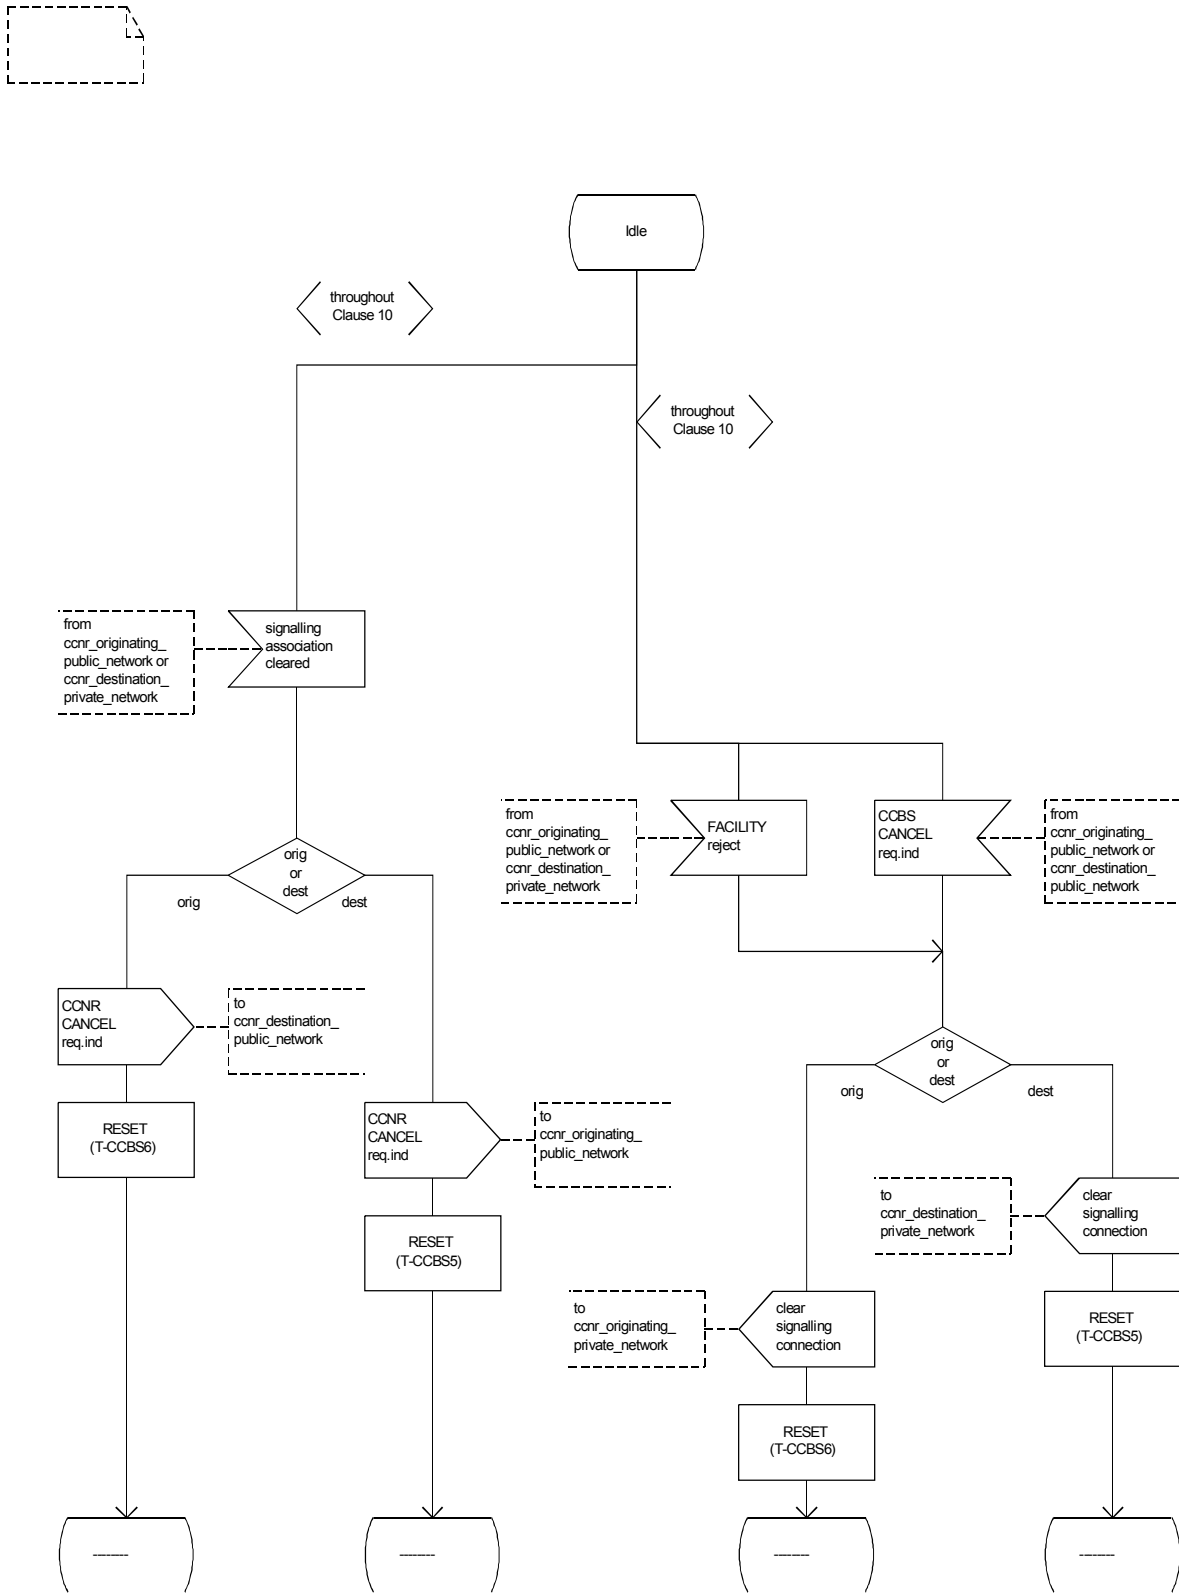 Idle
throughout
Clause 10
throughout
Clause 10
from
ccnr_originating_
public_network or
ccnr_destination_
private_network
signalling
association
cleared
from
ccnr_originating_
public_network or
ccnr_destination_
private_network
FACILITY
reject
CCBS
CANCEL
req.ind
from
ccnr_originating_
public_network or
ccnr_destination_
public_network
orig
or
dest
orig
dest
CCNR
CANCEL
req.ind
to
ccnr_destination_
public_network
orig
or
dest
orig
dest
RESET
(T-CCBS6)
CCNR
CANCEL
req.ind
to
ccnr_originating_
public_network
to
ccnr_destination_
private_network
clear
signalling
connection
RESET
(T-CCBS5)
to
ccnr_originating_
private_network
clear
signalling
connection
RESET
(T-CCBS5)
RESET
(T-CCBS6)
--------
--------
--------
--------